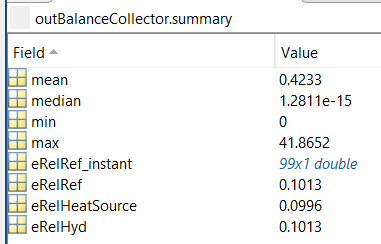 outBalanceCollector.summary
Field Value
mean 0.4233
median 1.2811e-15
min 0
max 41.8652
eRelRef_instant 99x1 double
eRelRef 0.1013
eRelHeatSource 0.0996
eRelHyd 0.1013